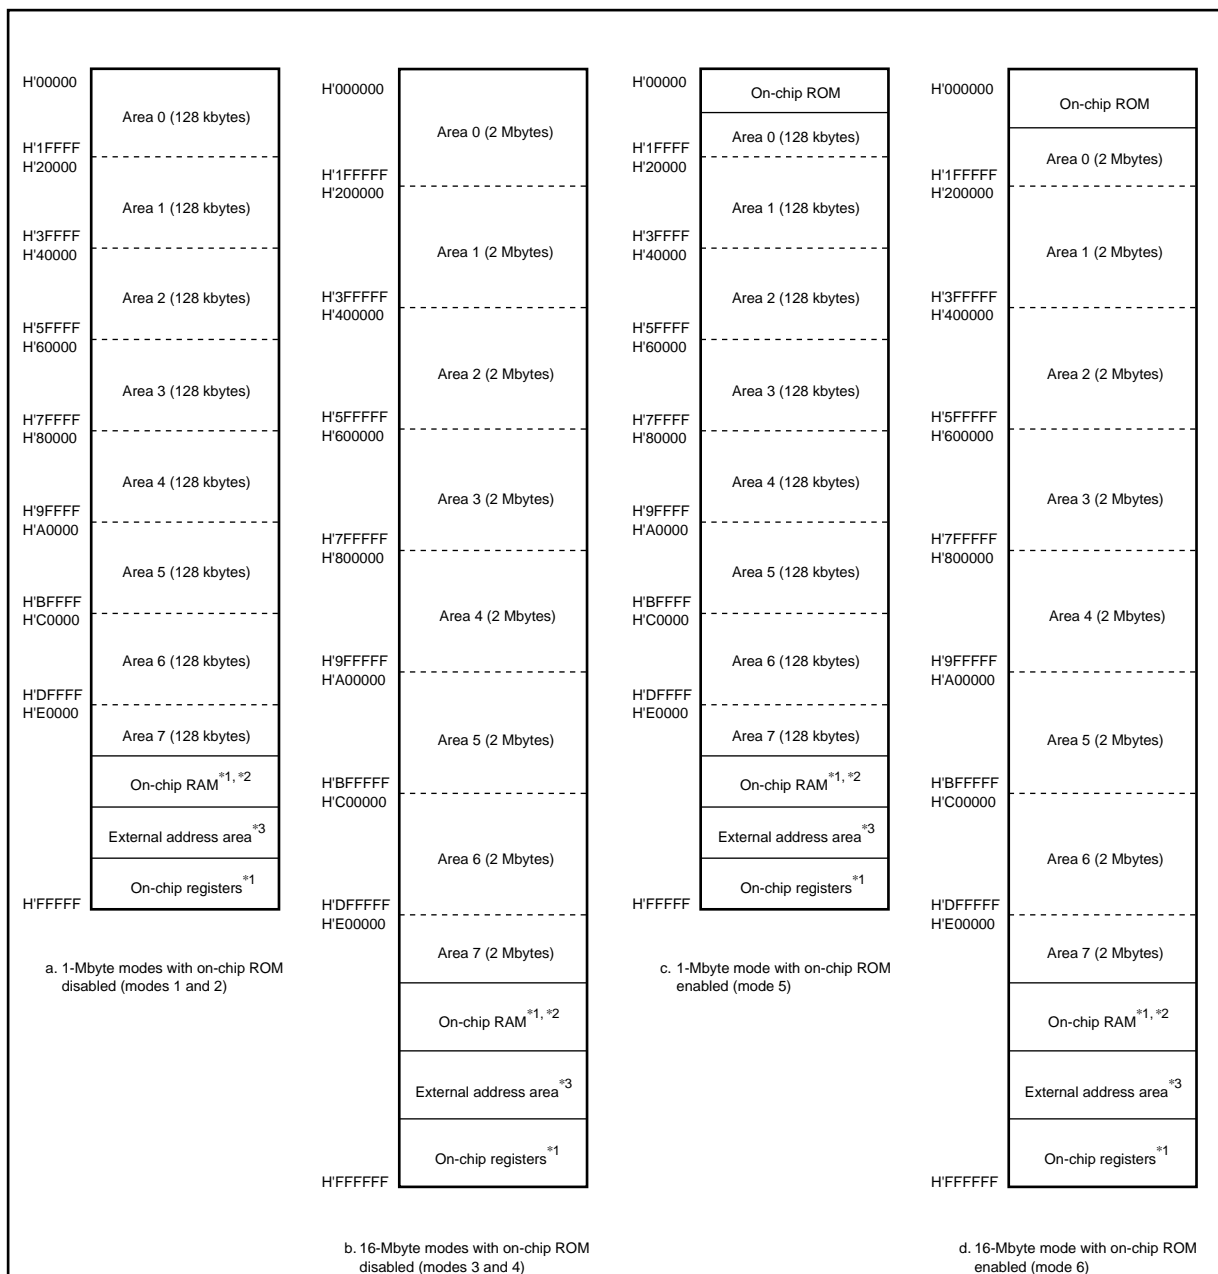 H'00000
Area 0 (128 kbytes)
H'1FFFF
H'20000
Area 1 (128 kbytes)
H'3FFFF
H'40000
Area 2 (128 kbytes)
H'5FFFF
H'60000
Area 3 (128 kbytes)
H'7FFFF
H'80000
Area 4 (128 kbytes)
H'9FFFF
H'A0000
Area 5 (128 kbytes)
H'BFFFF
H'C0000
Area 6 (128 kbytes)
H'DFFFF
H'E0000
Area 7 (128 kbytes)
On-chip RAM*1, *2
External address area*3
On-chip registers*1
H'FFFFF
a. 1-Mbyte modes with on-chip ROM
disabled (modes 1 and 2)
H'000000
Area 0 (2 Mbytes)
H'1FFFFF
H'200000
Area 1 (2 Mbytes)
H'3FFFFF
H'400000
Area 2 (2 Mbytes)
H'5FFFFF
H'600000
Area 3 (2 Mbytes)
H'7FFFFF
H'800000
Area 4 (2 Mbytes)
H'9FFFFF
H'A00000
Area 5 (2 Mbytes)
H'BFFFFF
H'C00000
Area 6 (2 Mbytes)
H'DFFFFF
H'E00000
Area 7 (2 Mbytes)
On-chip RAM*1, *2
External address area*3
On-chip registers*1
H'FFFFFF
b. 16-Mbyte modes with on-chip ROM
disabled (modes 3 and 4)
H'00000
On-chip ROM
Area 0 (128 kbytes)
H'1FFFF
H'20000
Area 1 (128 kbytes)
H'3FFFF
H'40000
Area 2 (128 kbytes)
H'5FFFF
H'60000
Area 3 (128 kbytes)
H'7FFFF
H'80000
Area 4 (128 kbytes)
H'9FFFF
H'A0000
Area 5 (128 kbytes)
H'BFFFF
H'C0000
Area 6 (128 kbytes)
H'DFFFF
H'E0000
Area 7 (128 kbytes)
On-chip RAM*1, *2
External address area*3
On-chip registers*1
H'FFFFF
c. 1-Mbyte mode with on-chip ROM
enabled (mode 5)
H'000000
On-chip ROM
Area 0 (2 Mbytes)
H'1FFFFF
H'200000
Area 1 (2 Mbytes)
H'3FFFFF
H'400000
Area 2 (2 Mbytes)
H'5FFFFF
H'600000
Area 3 (2 Mbytes)
H'7FFFFF
H'800000
Area 4 (2 Mbytes)
H'9FFFFF
H'A00000
Area 5 (2 Mbytes)
H'BFFFFF
H'C00000
Area 6 (2 Mbytes)
H'DFFFFF
H'E00000
Area 7 (2 Mbytes)
On-chip RAM*1, *2
External address area*3
On-chip registers*1
H'FFFFFF
d. 16-Mbyte mode with on-chip ROM
enabled (mode 6)